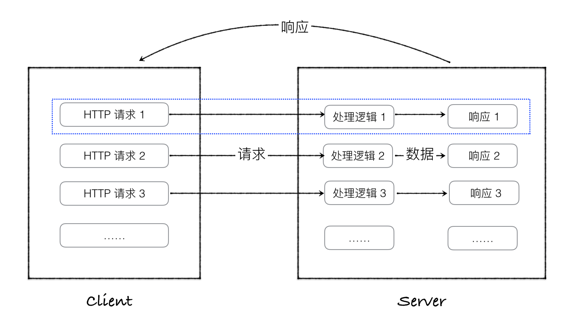 响应
HTTP 请求 1
处理逻辑 1
响应 1
HTTP 请求 2
请求
处理逻辑 2
数据
响应 2
HTTP 请求 3
处理逻辑 3
响应 3
……
……
……
Client
Server